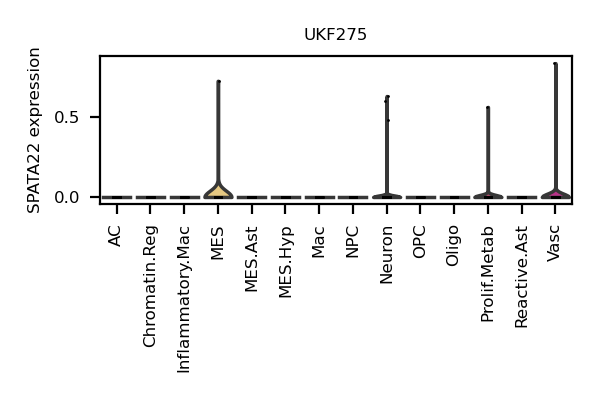 UKF275
SPATA22 expression
0.5
0.0
AC
Chromatin.Reg
Inflammatory.Mac
MES
MES.Ast
MES.Hyp
Mac
NPC
Neuron
OPC
Oligo
Prolif.Metab
Reactive.Ast
Vasc